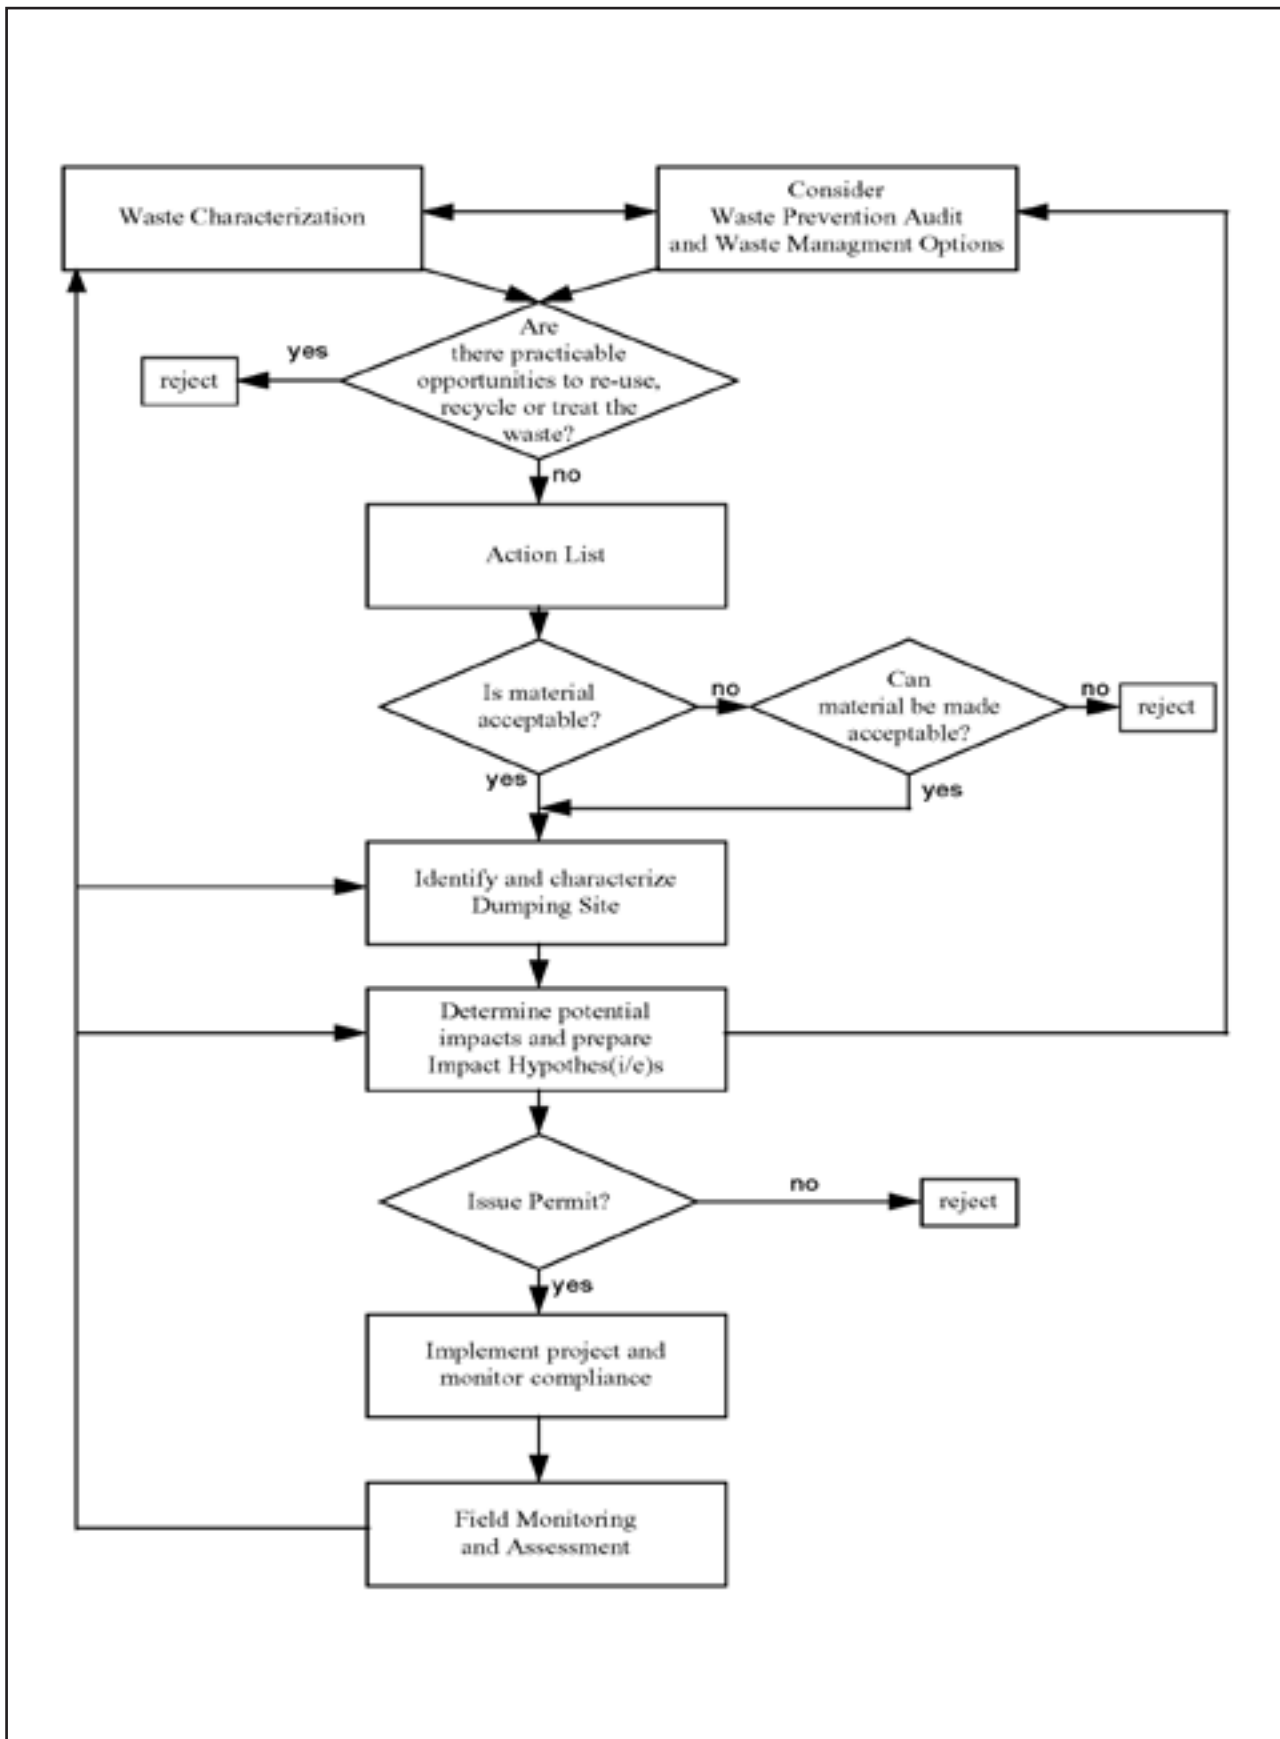 Waste Characterization
Consider
Waste Prevention Audit
and Waste Managment Options
Are
there practicable
opportunities to re-use,
recycle or treat the
waste?
yes
reject
no
Action List
Is material
acceptable?
no
Can
material be made
acceptable?
no
reject
yes
yes
Identify and characterize
Dumping Site
Determine potential
impacts and prepare
Impact Hypothes(i/e)s
Issue Permit?
no
reject
yes
Implement project and
monitor compliance
Field Monitoring
and Assessment